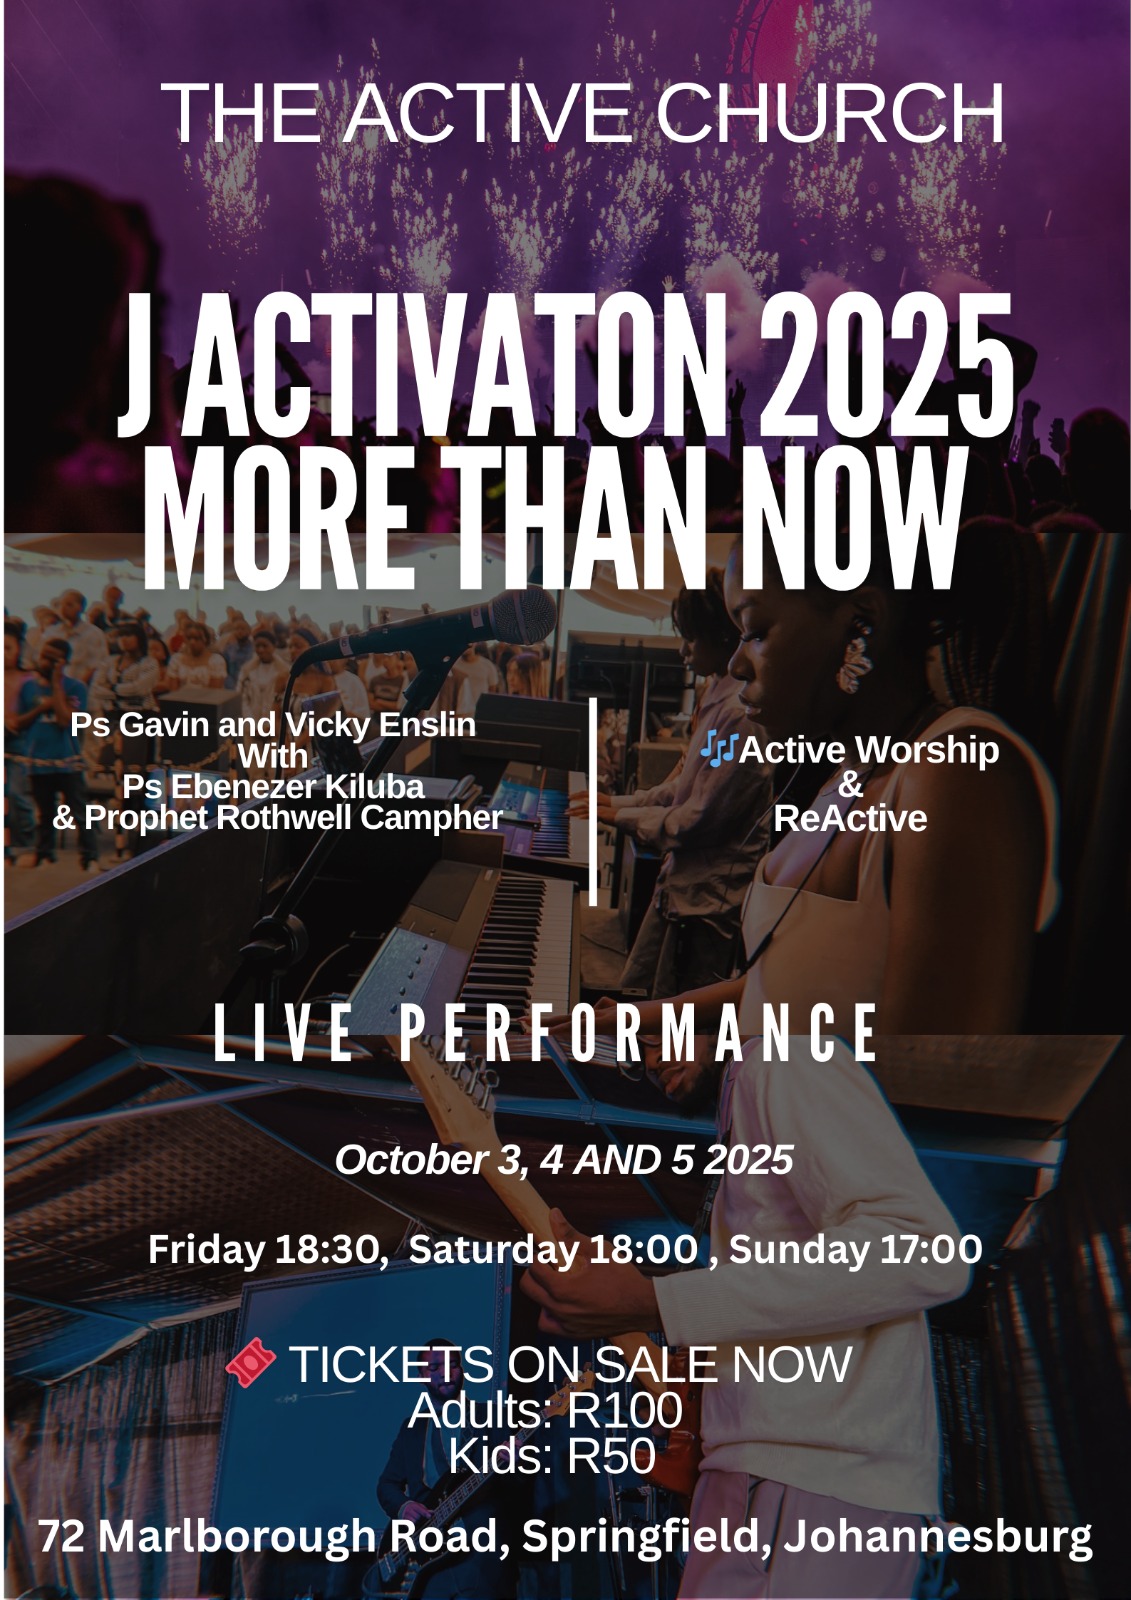 THE ACTIVE CHURCH
J ACTIVATON 2025
MORE THAN NOW
Ps Gavin and Vicky Enslin
With
Ps Ebenezer Kiluba
& Prophet Rothwell Campher
🎶Active Worship
&
ReActive
LIVE PERFORMANCE
October 3, 4 AND 5 2025
Friday 18:30,  Saturday 18:00 , Sunday 17:00
🎟 TICKETS ON SALE NOW
Adults: R100
Kids: R50
72 Marlborough Road, Springfield, Johannesburg